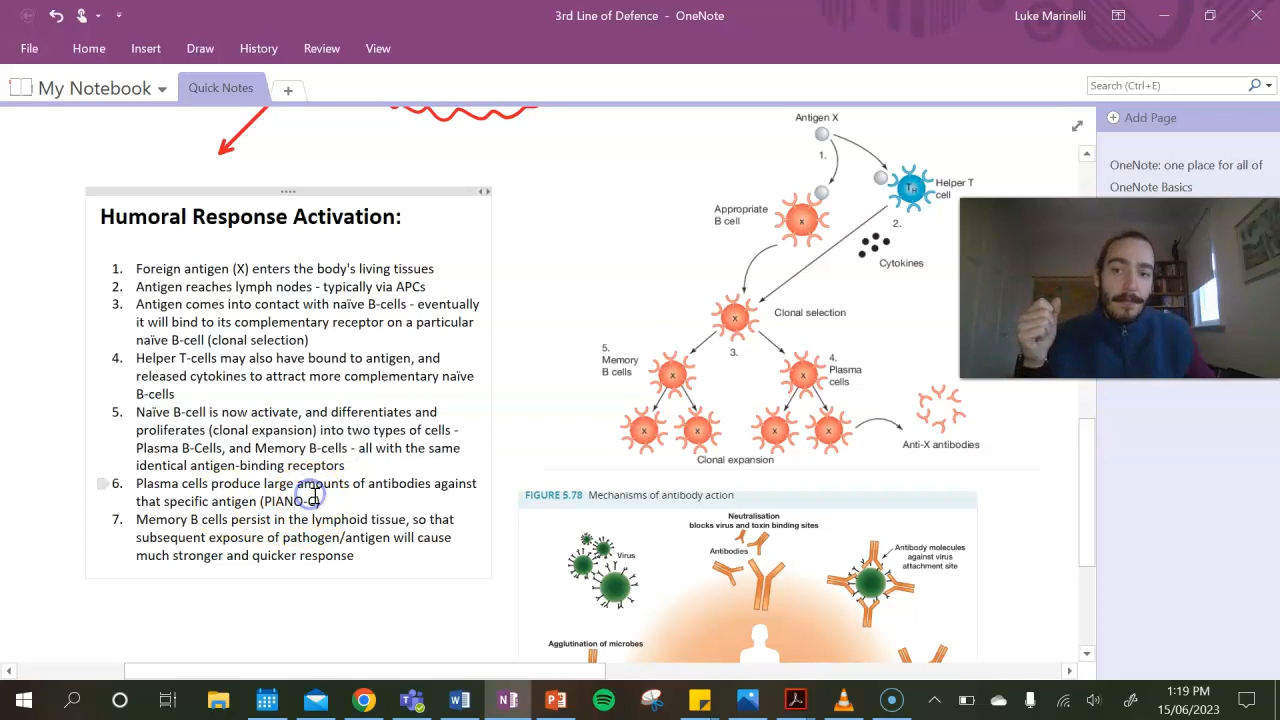 3rd Line of Defence - OneNote
Luke Marinelli
File
Home
Insert
Draw
History
Review
View
My Notebook
Quick Notes
Search (Ctrl+E)
Add Page
OneNote: one place for all of
OneNote Basics
Humoral Response Activation:
1. Foreign antigen (X) enters the body's living tissues
2. Antigen reaches lymph nodes - typically via APCs
3. Antigen comes into contact with naïve B-cells - eventually
it will bind to its complementary receptor on a particular
naïve B-cell (clonal selection)
4. Helper T-cells may also have bound to antigen, and
released cytokines to attract more complementary naïve
B-cells
5. Naïve B-cell is now activate, and differentiates and
proliferates (clonal expansion) into two types of cells -
Plasma B-Cells, and Memory B-cells - all with the same
identical antigen-binding receptors
6. Plasma cells produce large amounts of antibodies against
that specific antigen (PIANO-C)
7. Memory B cells persist in the lymphoid tissue, so that
subsequent exposure of pathogen/antigen will cause
much stronger and quicker response
Antigen X
1.
TH
Helper T
cell
Appropriate
B cell
x
2.
Cytokines
x
Clonal selection
3.
5.
Memory
B cells
x
4.
Plasma
cells
x
x
x
x
x
Anti-X antibodies
Clonal expansion
FIGURE 5.78 Mechanisms of antibody action
Neutralisation
blocks virus and toxin binding sites
Virus
Antibodies
Antibody molecules
against virus
attachment site
Agglutination of microbes
1:19 PM
15/06/2023